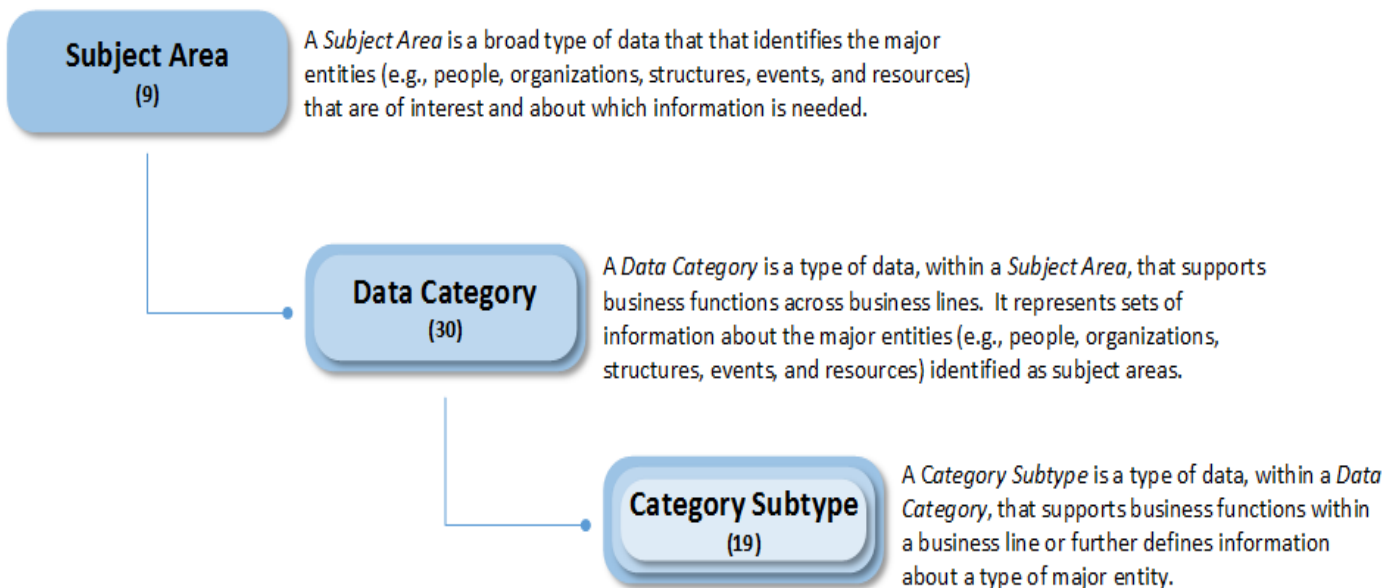 Subject Area
(9)
A Subject Area is a broad type of data that that identifies the major
entities (e.g., people, organizations, structures, events, and resources)
that are of interest and about which information is needed.
Data Category
(30)
A Data Category is a type of data, within a Subject Area, that supports
business functions across business lines.  It represents sets of
information about the major entities (e.g., people, organizations,
structures, events, and resources) identified as subject areas.
Category Subtype
(19)
A Category Subtype is a type of data, within a Data
Category, that supports business functions within
a business line or further defines information
about a type of major entity.